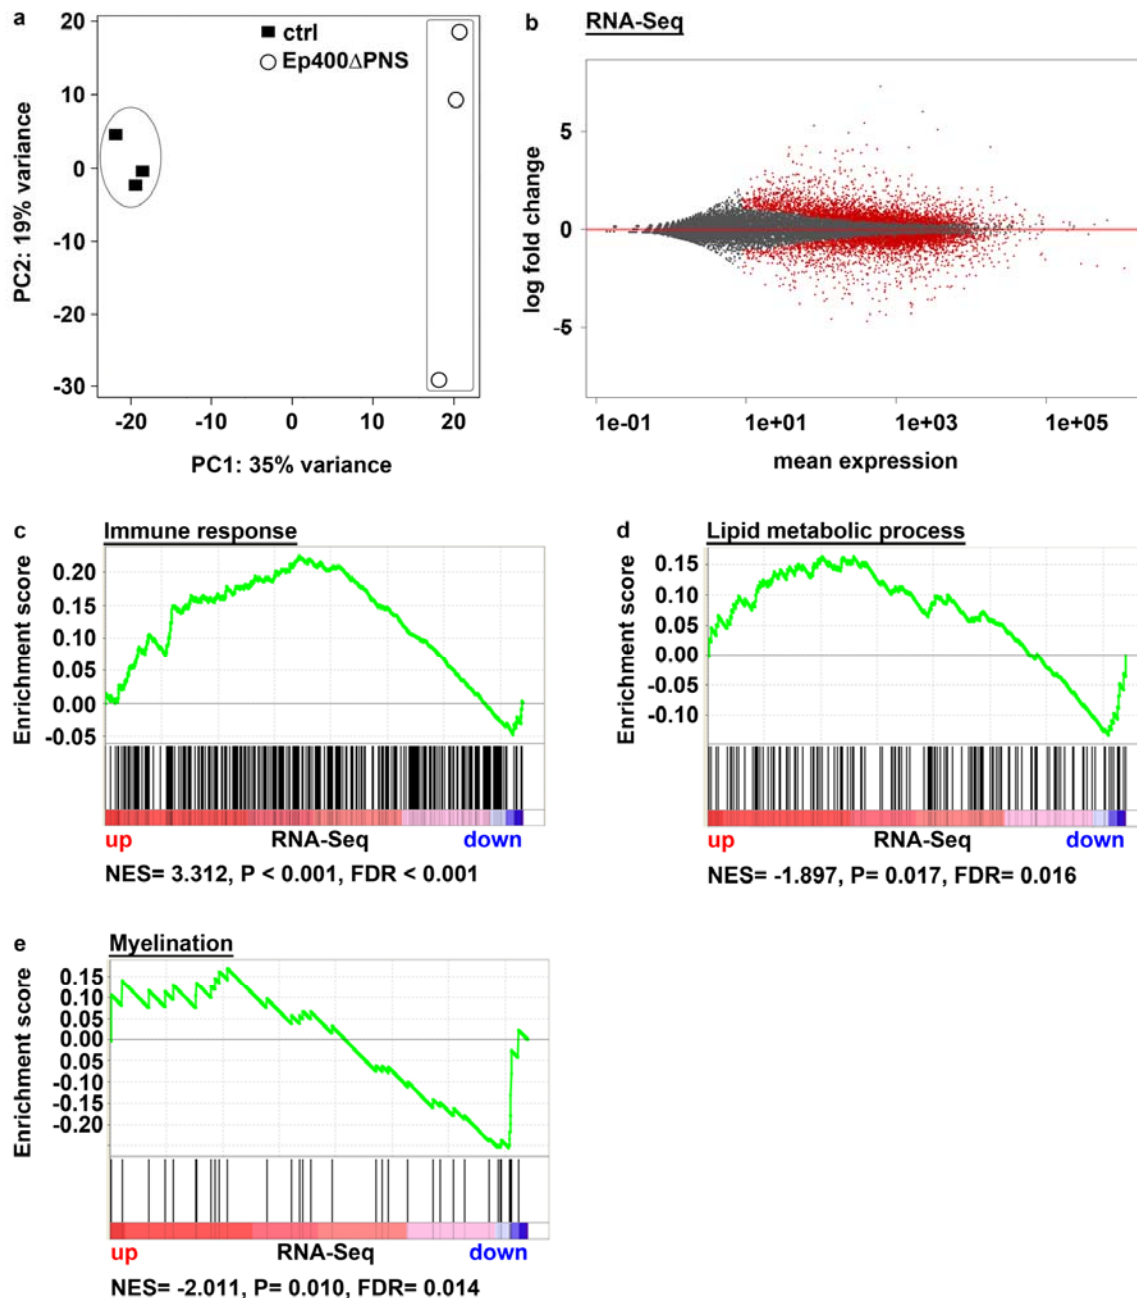 a
20
10
0
-10
-20
-30
PC2: 19% variance
ctrl
Ep400ΔPNS
-20
-10
0
10
20
PC1: 35% variance
b
RNA-Seq
5
0
-5
log fold change
1e-01
1e+01
1e+03
1e+05
mean expression
c
Immune response
Enrichment score
0.20
0.15
0.10
0.05
0.00
-0.05
up
RNA-Seq
down
NES= 3.312, P < 0.001, FDR < 0.001
d
Lipid metabolic process
Enrichment score
0.15
0.10
0.05
0.00
-0.05
-0.10
up
RNA-Seq
down
NES= -1.897, P= 0.017, FDR= 0.016
e
Myelination
Enrichment score
0.15
0.10
0.05
0.00
0.05
-0.10
-0.15
-0.20
up
RNA-Seq
down
NES= -2.011, P= 0.010, FDR= 0.014